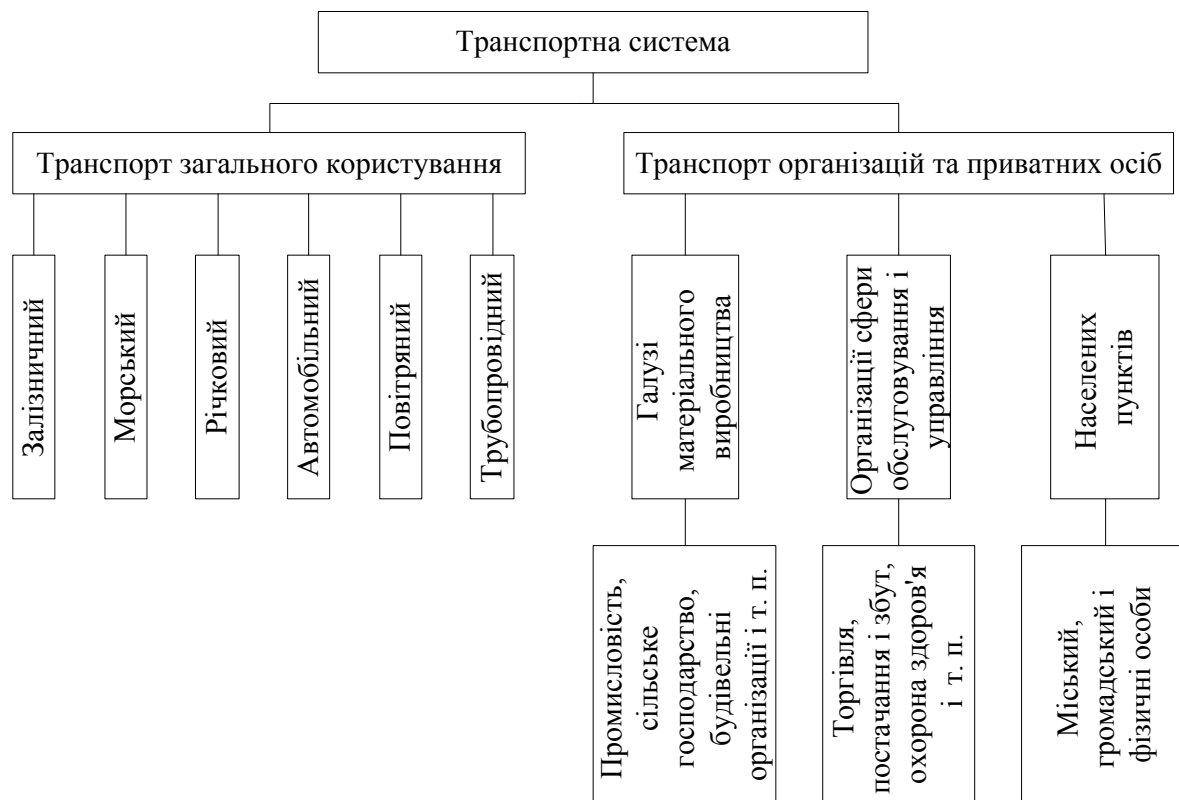 Транспортна система
Транспорт загального користування
Транспорт організацій та приватних осіб
Залізничний
Морський
Річковий
Автомобільний
Повітряний
Трубопровідний
Галузі
матеріального
виробництва
Організації сфери
обслуговування і
управління
Населених
пунктів
Промисловість,
сільське
господарство,
будівельні
організації і т. п.
Торгівля,
постачання і збут,
охорона здоров'я
і т. п.
Міський,
громадський і
фізичні особи